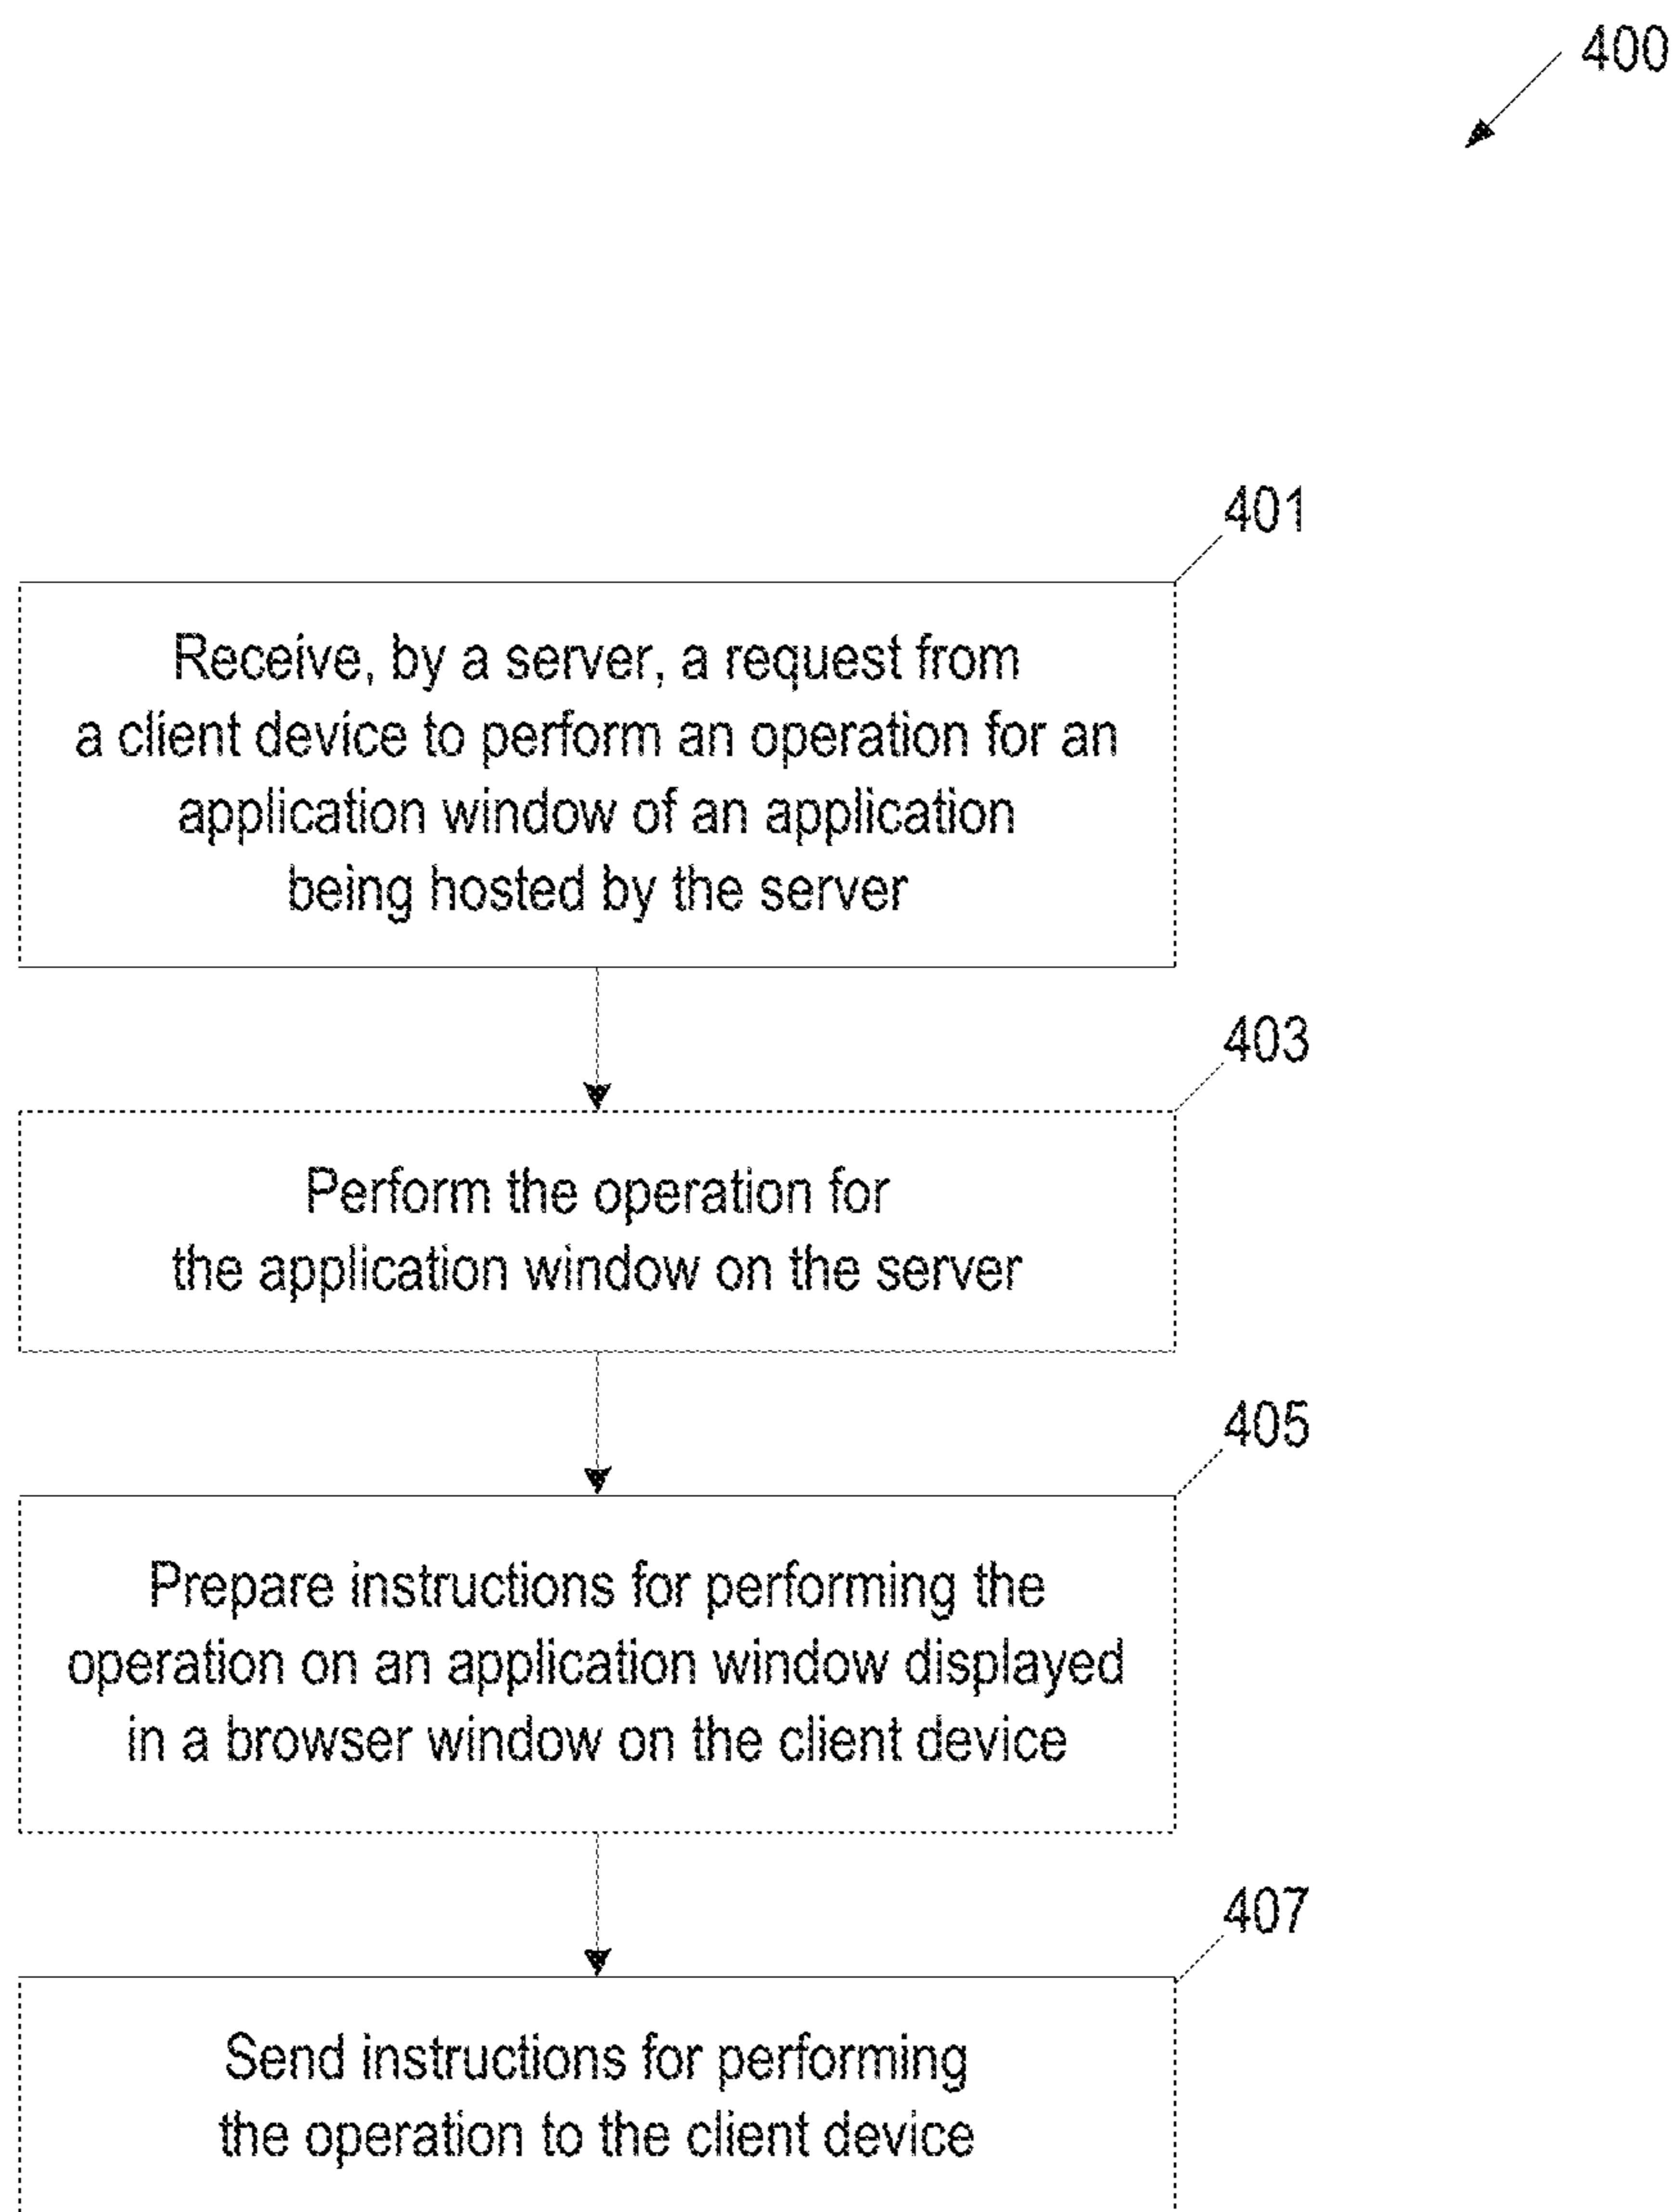 400
401
Receive, by a server, a request from
a client device to perform an operation for an
application window of an application
being hosted by the server
403
Perform the operation for
the application window on the server
405
Prepare instructions for performing the
operation on an application window displayed
in a browser window on the client device
407
Send instructions for performing
the operation to the client device